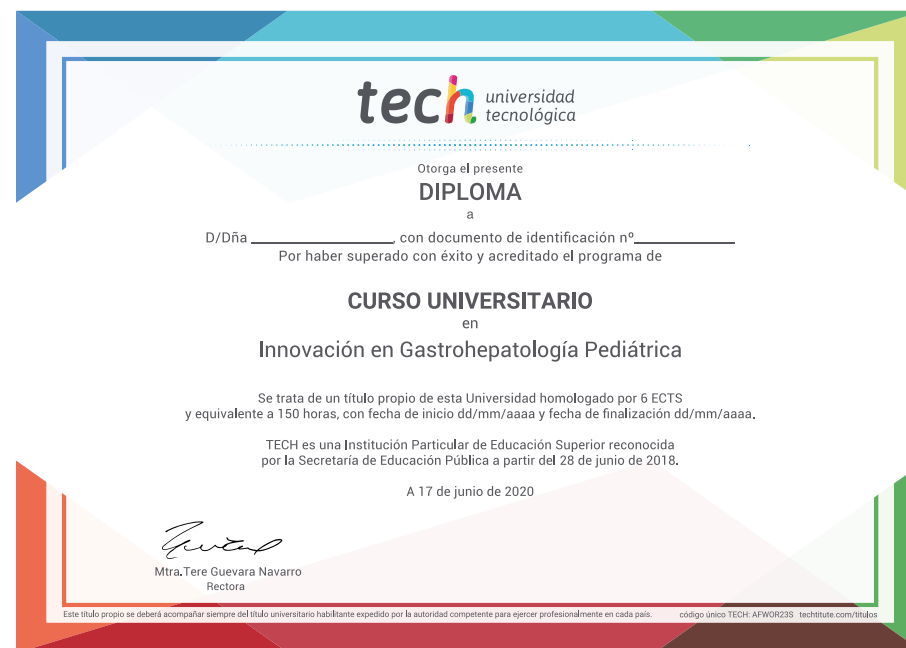 tech universidad
tecnológica
Otorga el presente
DIPLOMA
a
D/Dña ____________________, con documento de identificación nº______________
Por haber superado con éxito y acreditado el programa de
CURSO UNIVERSITARIO
en
Innovación en Gastrohepatología Pediátrica
Se trata de un título propio de esta Universidad homologado por 6 ECTS
y equivalente a 150 horas, con fecha de inicio dd/mm/aaaa y fecha de finalización dd/mm/aaaa.
TECH es una Institución Particular de Educación Superior reconocida
por la Secretaría de Educación Pública a partir del 28 de junio de 2018.
A 17 de junio de 2020
Mtra.Tere Guevara Navarro
Rectora
Este título propio se deberá acompañar siempre del título universitario habilitante expedido por la autoridad competente para ejercer profesionalmente en cada país. código único TECH: AFWOR23S techtitute.com/titulos